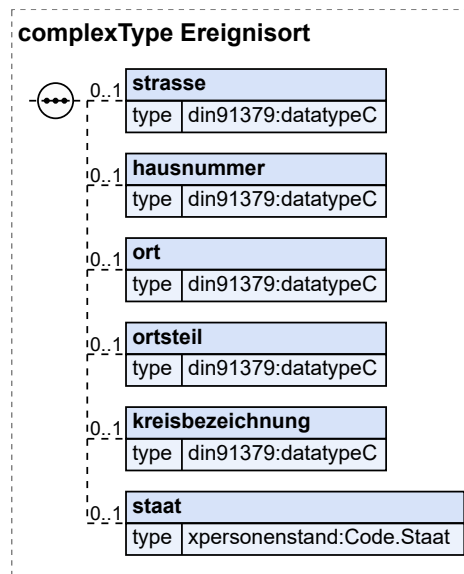 complexType Ereignisort
0..1 strasse
type din91379:datatypeC
0..1 hausnummer
type din91379:datatypeC
0..1 ort
type din91379:datatypeC
0..1 ortsteil
type din91379:datatypeC
0..1 kreisbezeichnung
type din91379:datatypeC
0..1 staat
type xpersonenstand:Code.Staat